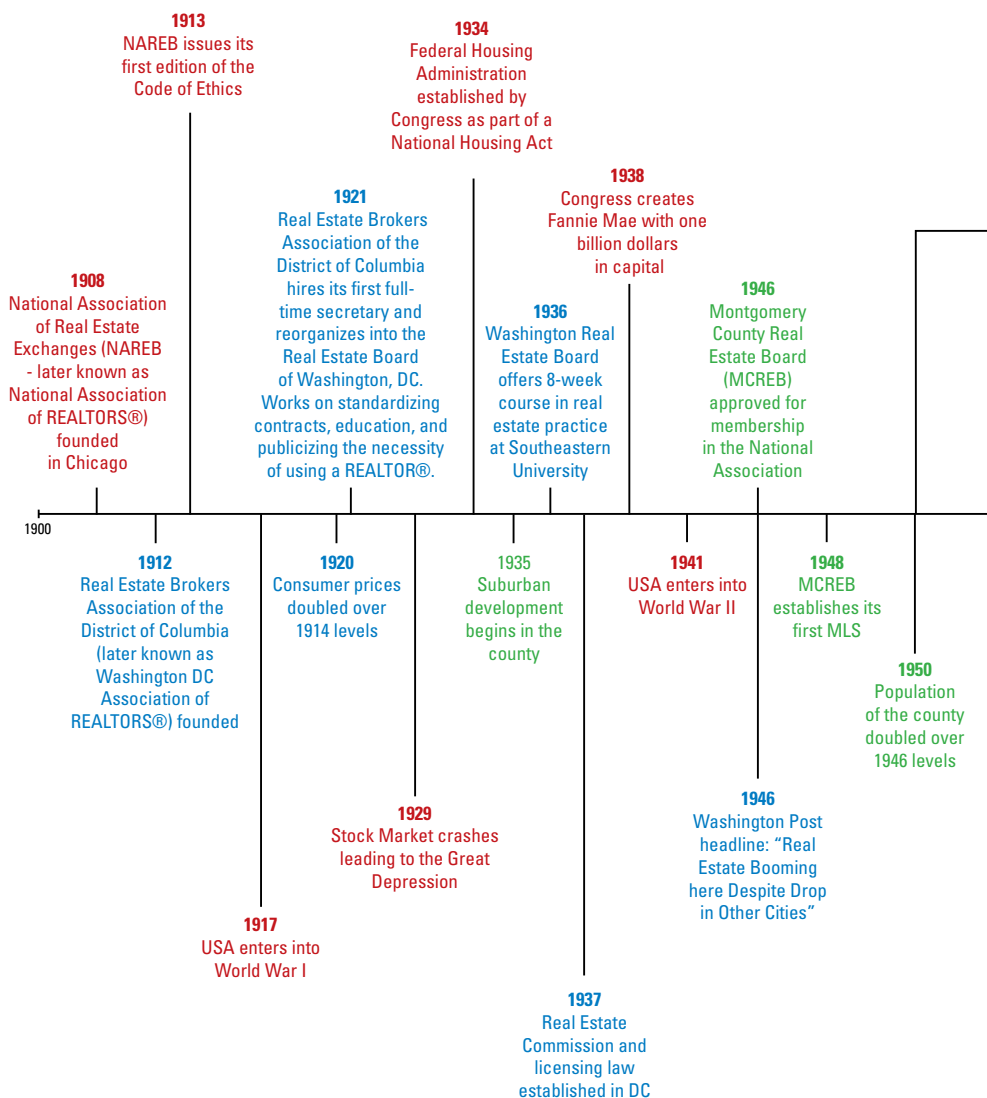 1913
NAREB issues its
first edition of the
Code of Ethics
1934
Federal Housing
Administration
established by
Congress as part of a
National Housing Act
1938
Congress creates
Fannie Mae with one
billion dollars
in capital
1921
Real Estate Brokers
Association of the
District of Columbia
hires its first full-
time secretary and
reorganizes into the
Real Estate Board
of Washington, DC.
Works on standardizing
contracts, education, and
publicizing the necessity
of using a REALTOR®.
1908
National Association
of Real Estate
Exchanges (NAREB
- later known as
National Association
of REALTORS®)
founded
in Chicago
1936
Washington Real
Estate Board
offers 8-week
course in real
estate practice
at Southeastern
University
1946
Montgomery
County Real
Estate Board
(MCREB)
approved for
membership
in the National
Association
1900
1912
Real Estate Brokers
Association of the
District of Columbia
(later known as
Washington DC
Association of
REALTORS®) founded
1920
Consumer prices
doubled over
1914 levels
1935
Suburban
development
begins in the
county
1941
USA enters into
World War II
1948
MCREB
establishes its
first MLS
1950
Population
of the county
doubled over
1946 levels
1929
Stock Market crashes
leading to the Great
Depression
1946
Washington Post
headline: “Real
Estate Booming
here Despite Drop
in Other Cities”
1917
USA enters into
World War I
1937
Real Estate
Commission and
licensing law
established in DC